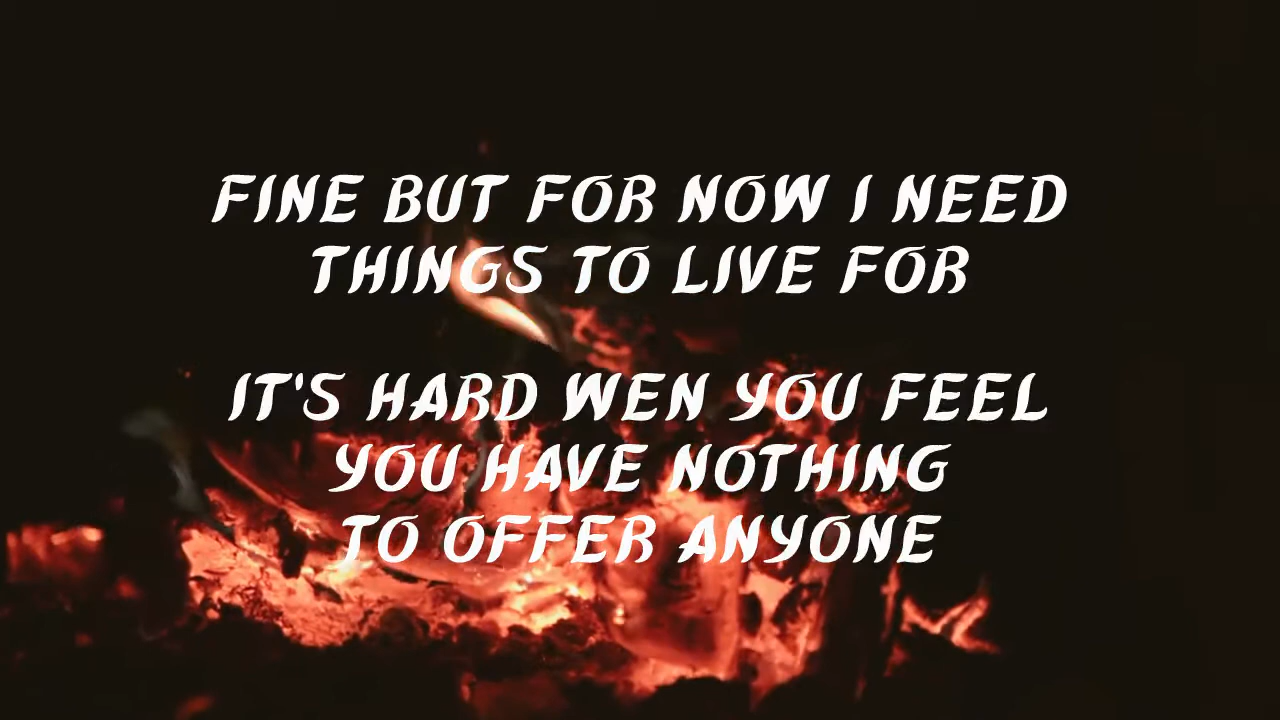 FINE BUT FOR NOW I NEED
THINGS TO LIVE FOR
IT'S HARD WEN YOU FEEL
YOU HAVE NOTHING
TO OFFER ANYONE